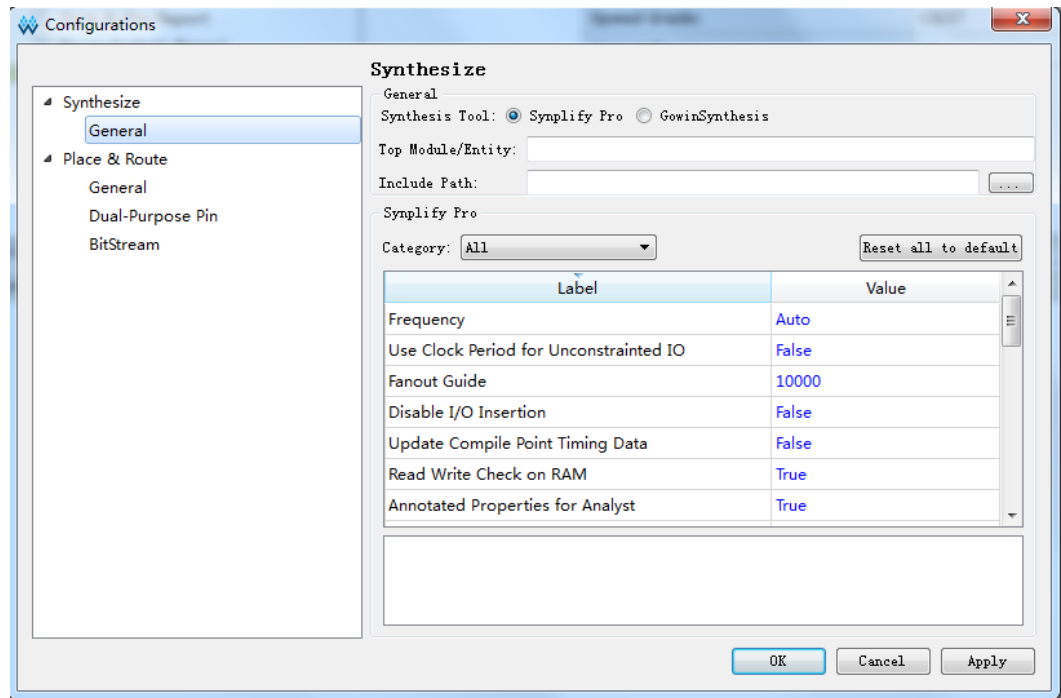 Configurations
Synthesize
General
Place & Route
General
Dual-Purpose Pin
BitStream
Synthesize
General
Synthesis Tool: Synplify Pro GowinSynthesis
Top Module/Entity:
Include Path: ...
Synplify Pro
Category: All Reset all to default
Label Value
Frequency Auto
Use Clock Period for Unconstrainted IO False
Fanout Guide 10000
Disable I/O Insertion False
Update Compile Point Timing Data False
Read Write Check on RAM True
Annotated Properties for Analyst True
OK Cancel Apply